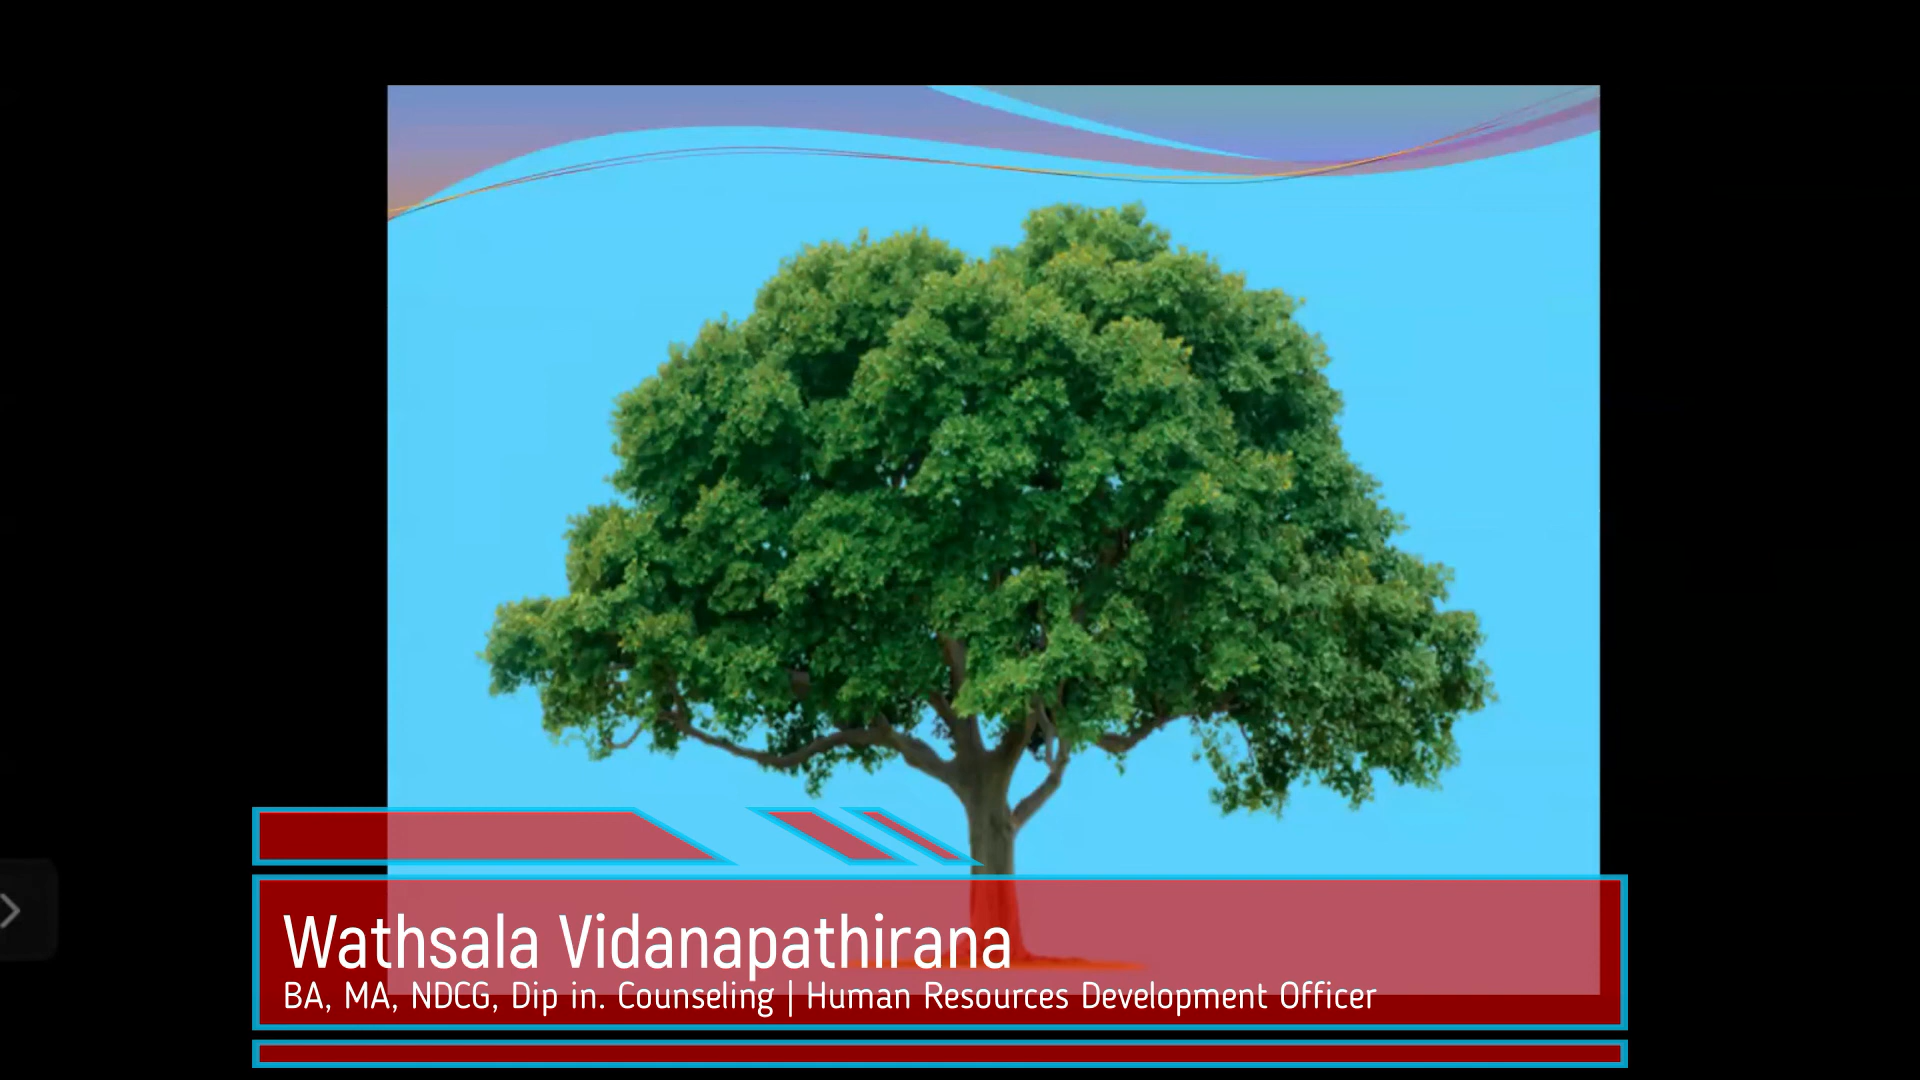 Wathsala Vidanapathirana
BA, MA, NDCG, Dip in. Counseling | Human Resources Development Officer